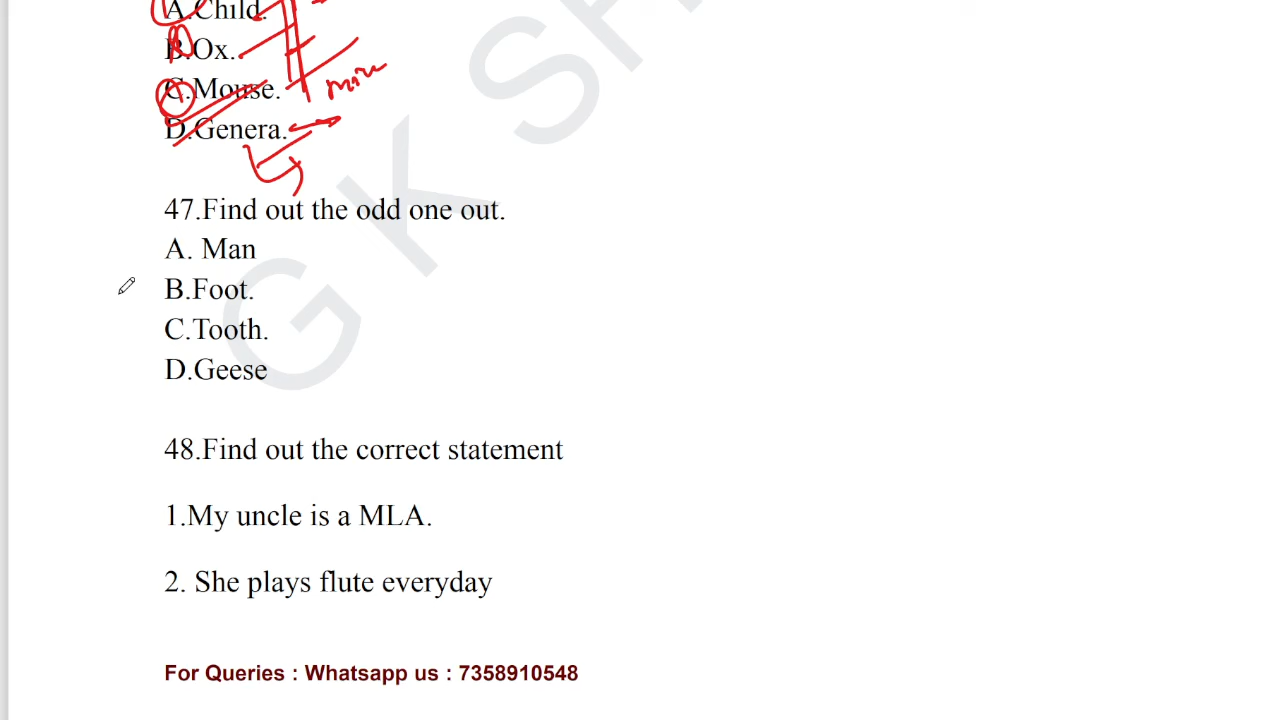 A.Child.
B.Ox.
C.Mouse.
D.Genera.
47.Find out the odd one out.
A. Man
B.Foot.
C.Tooth.
D.Geese
48.Find out the correct statement
1.My uncle is a MLA.
2. She plays flute everyday
For Queries : Whatsapp us : 7358910548
G K SH